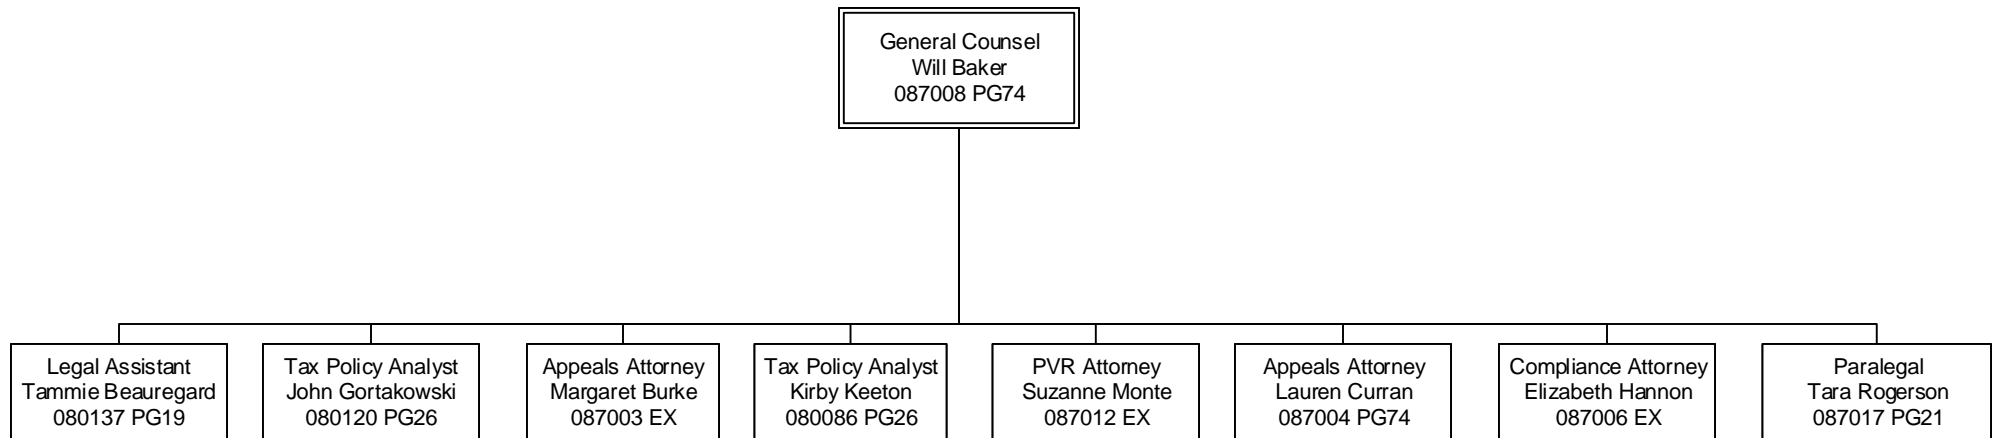 General Counsel
Will Baker
087008 PG74
Legal Assistant
Tammie Beauregard
080137 PG19
Tax Policy Analyst
John Gortakowski
080120 PG26
Appeals Attorney
Margaret Burke
087003 EX
Tax Policy Analyst
Kirby Keeton
080086 PG26
PVR Attorney
Suzanne Monte
087012 EX
Appeals Attorney
Lauren Curran
087004 PG74
Compliance Attorney
Elizabeth Hannon
087006 EX
Paralegal
Tara Rogerson
087017 PG21